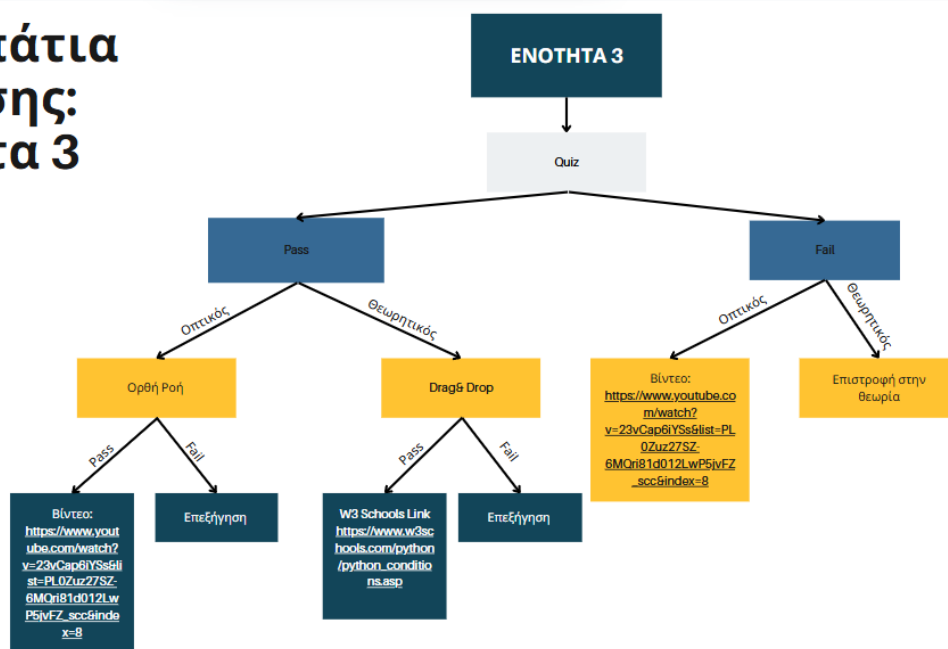 πάτια
σης:
τα 3
ΕΝΟΤΗΤΑ 3
Quiz
Pass
Fail
Οπτικός
Θεωρητικός
Οπτικός
Θεωρητικός
Ορθή Ροή
Drag& Drop
Βίντεο:
https://www.youtube.co
m/watch?
v=23vCap6iYSs&list=PL
0Zuz27SZ-
6MQri81d012LwP5jvFZ
_scc&index=8
Επιστροφή στην
θεωρία
Pass
Fail
Pass
Fail
Βίντεο:
https://www.yout
ube.com/watch?
v=23vCap6iYSs&li
st=PL0Zuz27SZ-
6MQri81d012Lw
P5jvFZ_scc&inde
x=8
Επεξήγηση
W3 Schools Link
https://www.w3sc
hools.com/python
/python_conditio
ns.asp
Επεξήγηση